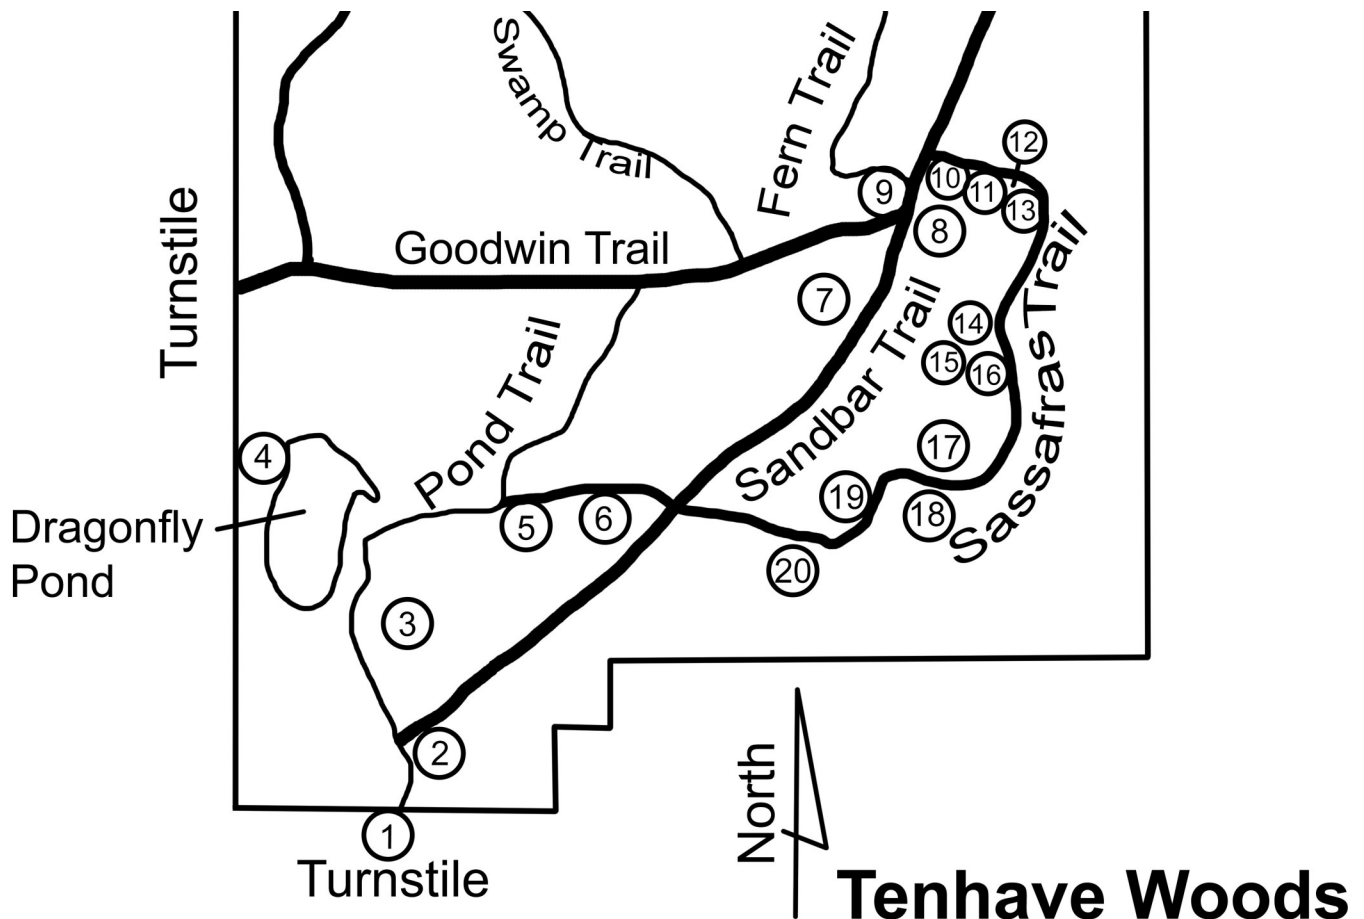 Swamp Trail
Fern Trail
12
10
11
9
13
8
Turnstile
Goodwin Trail
7
14
15
16
Pond Trail
Sandbar Trail
Sassafras Trail
4
17
19
18
5
6
Dragonfly
Pond
20
3
2
1
Turnstile
North
Tenhave Woods